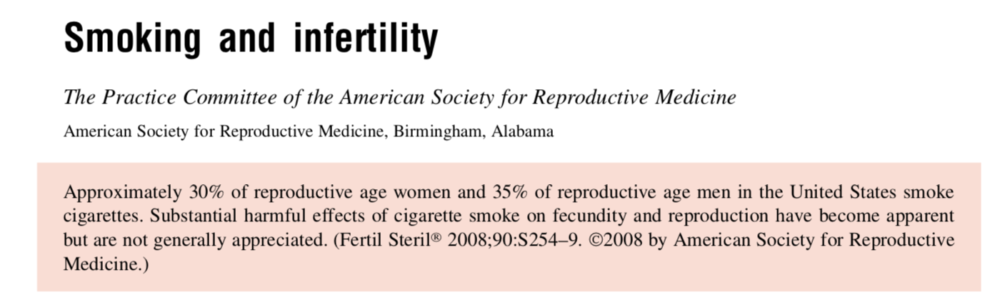 Smoking and infertility
The Practice Committee of the American Society for Reproductive Medicine
American Society for Reproductive Medicine, Birmingham, Alabama
Approximately 30% of reproductive age women and 35% of reproductive age men in the United States smoke
cigarettes. Substantial harmful effects of cigarette smoke on fecundity and reproduction have become apparent
but are not generally appreciated. (Fertil Steril® 2008;90:S254–9. ©2008 by American Society for Reproductive
Medicine.)